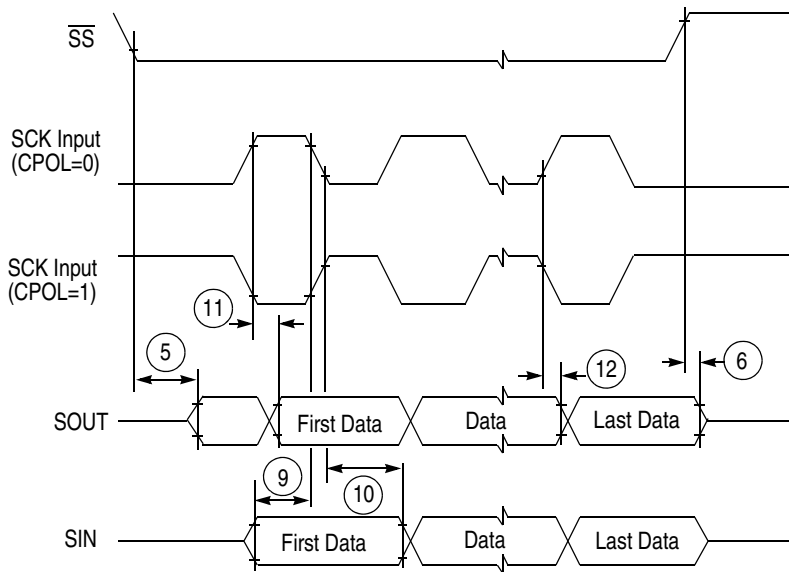 SS
SCK Input
(CPOL=0)
SCK Input
(CPOL=1)
11
5
12
6
SOUT
First Data
Data
Last Data
9
10
SIN
First Data
Data
Last Data